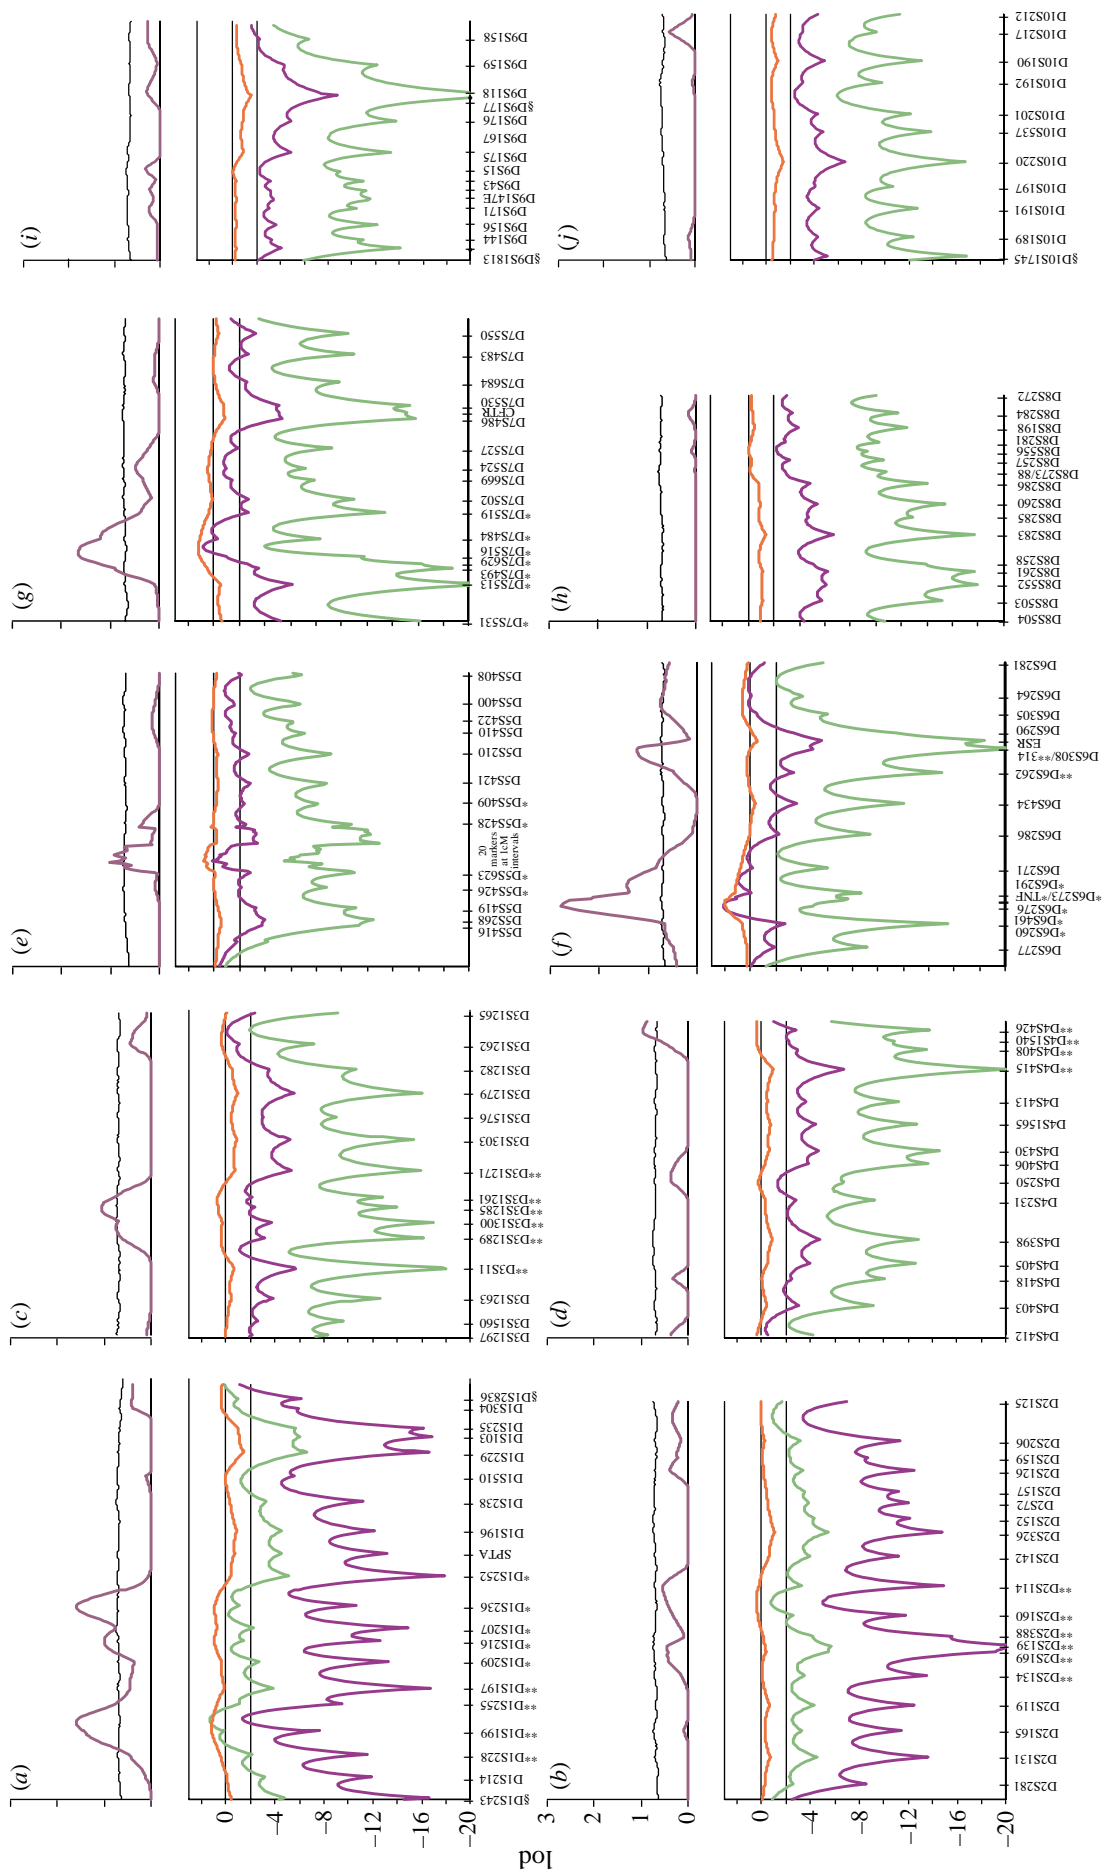 (a)
0
−4
−8
−12
−16
−20
lod
§D1S243
D1S214
**D1S228
**D1S199
**D1S255
**D1S197
*D1S209
*D1S216
*D1S207
*D1S236
*D1S252
SPTA
D1S196
D1S238
D1S510
D1S229
D1S103
D1S235
D1S304
§D1S2836
(c)
D3S1297
D3S1560
D3S1263
**D3S11
**D3S1289
**D3S1300
**D3S1285
**D3S1261
**D3S1271
D3S1303
D3S1576
D3S1279
D3S1282
D3S1262
D3S1265
(e)
D5S416
D5S268
D5S419
*D5S426
*D5S623
20
markers
at 1cM
intervals
*D5S428
*D5S409
D5S421
D5S210
D5S410
D5S422
D5S400
D5S408
(g)
*D7S531
*D7S513
*D7S493
*D7S629
*D7S516
*D7S484
*D7S519
D7S502
D7S669
D7S524
D7S527
D7S486
CFTR
D7S530
D7S684
D7S483
D7S550
(i)
§D9S1813
D9S144
D9S156
D9S171
D9S147E
D9S43
D9S15
D9S175
D9S167
D9S176
§D9S177
D9S118
D9S159
D9S158
(b)
3
2
1
0
0
−4
−8
−12
−16
−20
D2S281
D2S131
D2S165
D2S119
**D2S134
**D2S169
**D2S139
**D2S388
**D2S160
**D2S114
D2S142
D2S326
D2S152
D2S72
D2S157
D2S126
D2S159
D2S206
D2S125
(d)
D4S412
D4S403
D4S418
D4S405
D4S398
D4S231
D4S250
D4S406
D4S430
D4S1565
D4S413
**D4S415
**D4S408
**D4S1540
**D4S426
(f)
D6S277
*D6S260
*D6S461
*D6S276
*D6S273/*TNF
*D6S291
D6S271
D6S286
D6S434
**D6S262
D6S308/**314
ESR
D6S290
D6S305
D6S264
D6S281
(h)
D8S504
D8S503
D8S552
D8S261
D8S258
D8S283
D8S285
D8S260
D8S286
D8S273/88
D8S257
D8S556
D8S281
D8S198
D8S284
D8S272
(j)
§D10S1745
D10S189
D10S191
D10S197
D10S220
D10S537
D10S201
D10S192
D10S190
D10S217
D10S212